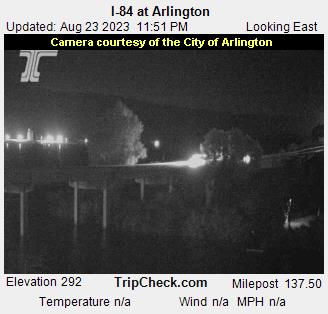 I-84 at Arlington
Updated: Aug 23 2023 11:51 PM Looking East
Camera courtesy of the City of Arlington
Elevation 292 TripCheck.com Milepost 137.50
Temperature n/a Wind n/a MPH n/a